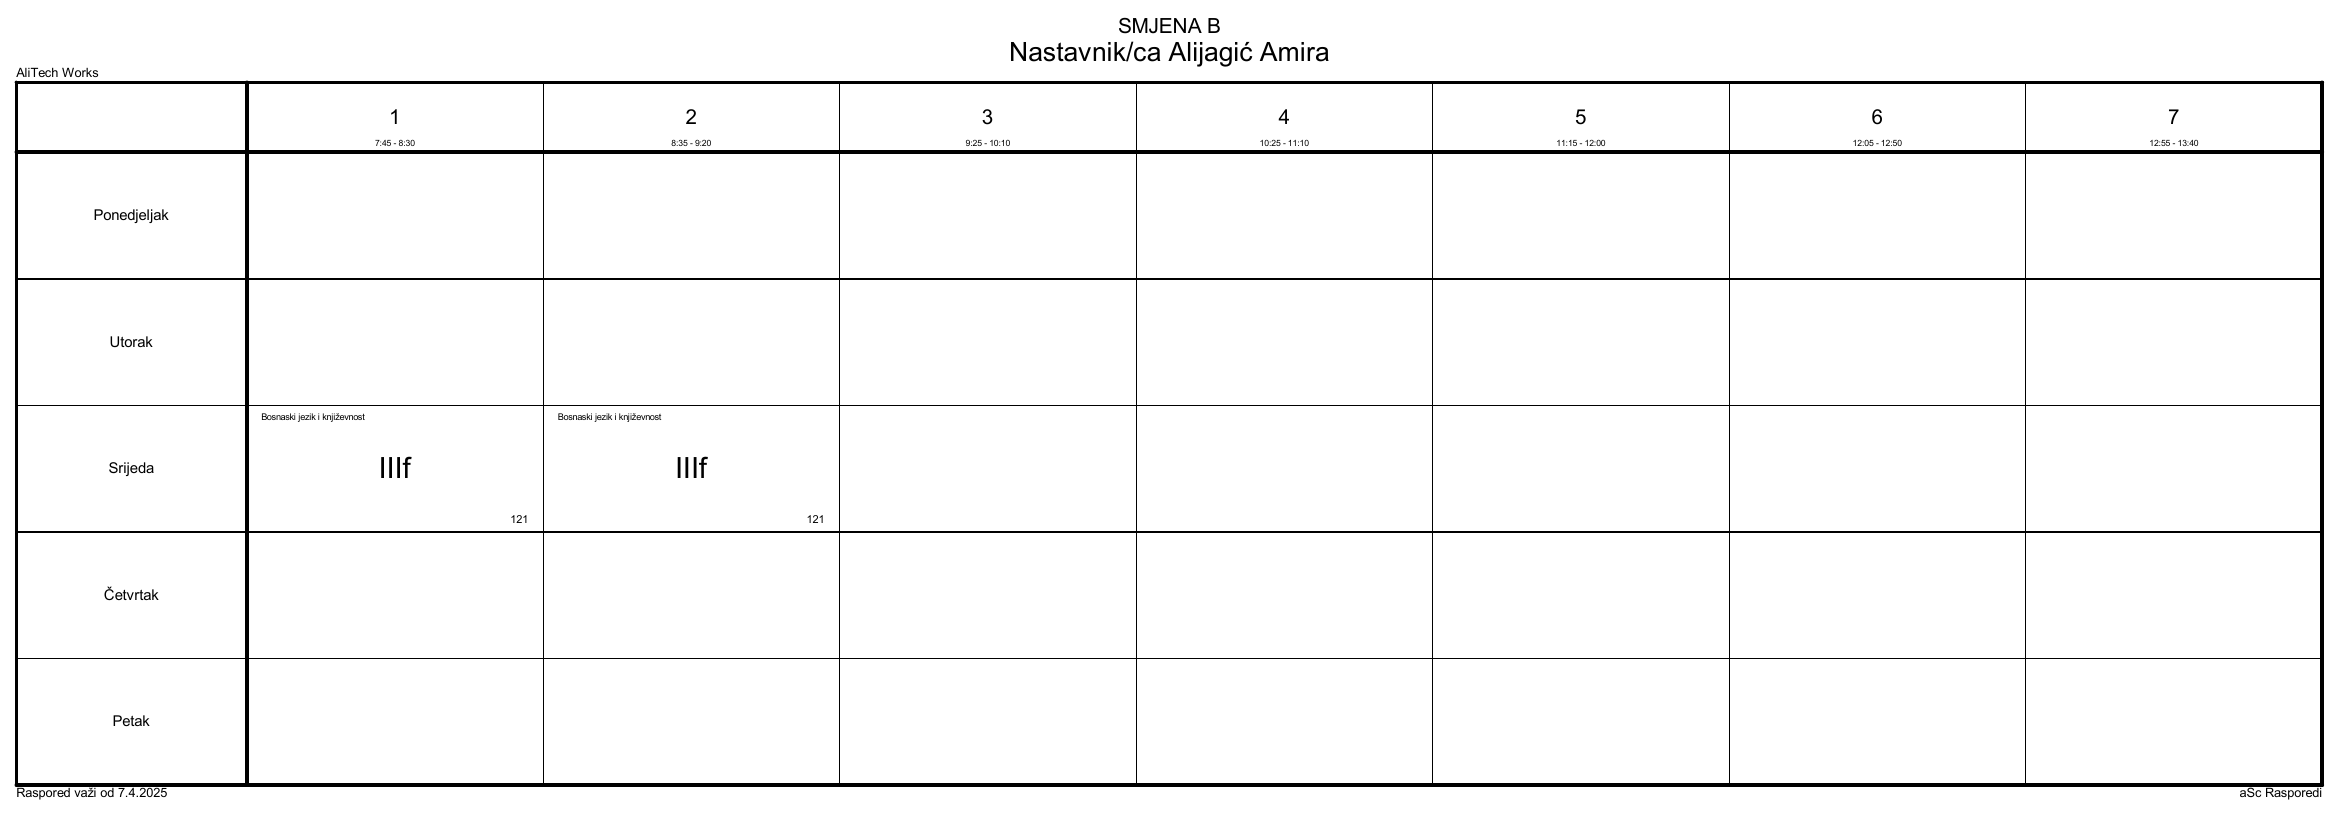 SMJENA B
Nastavnik/ca Alijagić Amira
AliTech Works
1 2 3 4 5 6 7
7:45 - 8:30 8:35 - 9:20 9:25 - 10:10 10:25 - 11:10 11:15 - 12:00 12:05 - 12:50 12:55 - 13:40
Ponedjeljak
Utorak
Srijeda
Bosnaski jezik i književnost
IIIf
121
Bosnaski jezik i književnost
IIIf
121
Četvrtak
Petak
Raspored važi od 7.4.2025
aSc Rasporedi